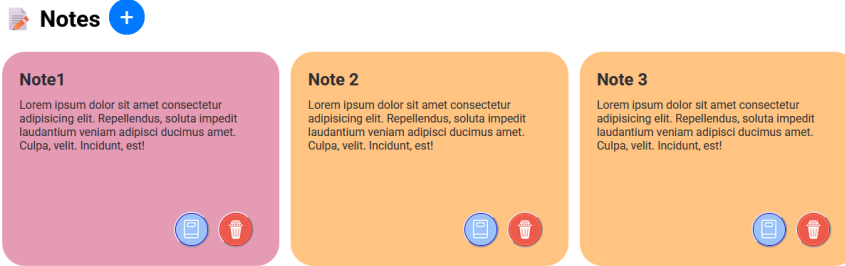 Notes +
Note1
Lorem ipsum dolor sit amet consectetur
adipisicing elit. Repellendus, soluta impedit
laudantium veniam adipisci ducimus amet.
Culpa, velit. Incidunt, est!
Note 2
Lorem ipsum dolor sit amet consectetur
adipisicing elit. Repellendus, soluta impedit
laudantium veniam adipisci ducimus amet.
Culpa, velit. Incidunt, est!
Note 3
Lorem ipsum dolor sit amet consectetur
adipisicing elit. Repellendus, soluta impedit
laudantium veniam adipisci ducimus amet.
Culpa, velit. Incidunt, est!